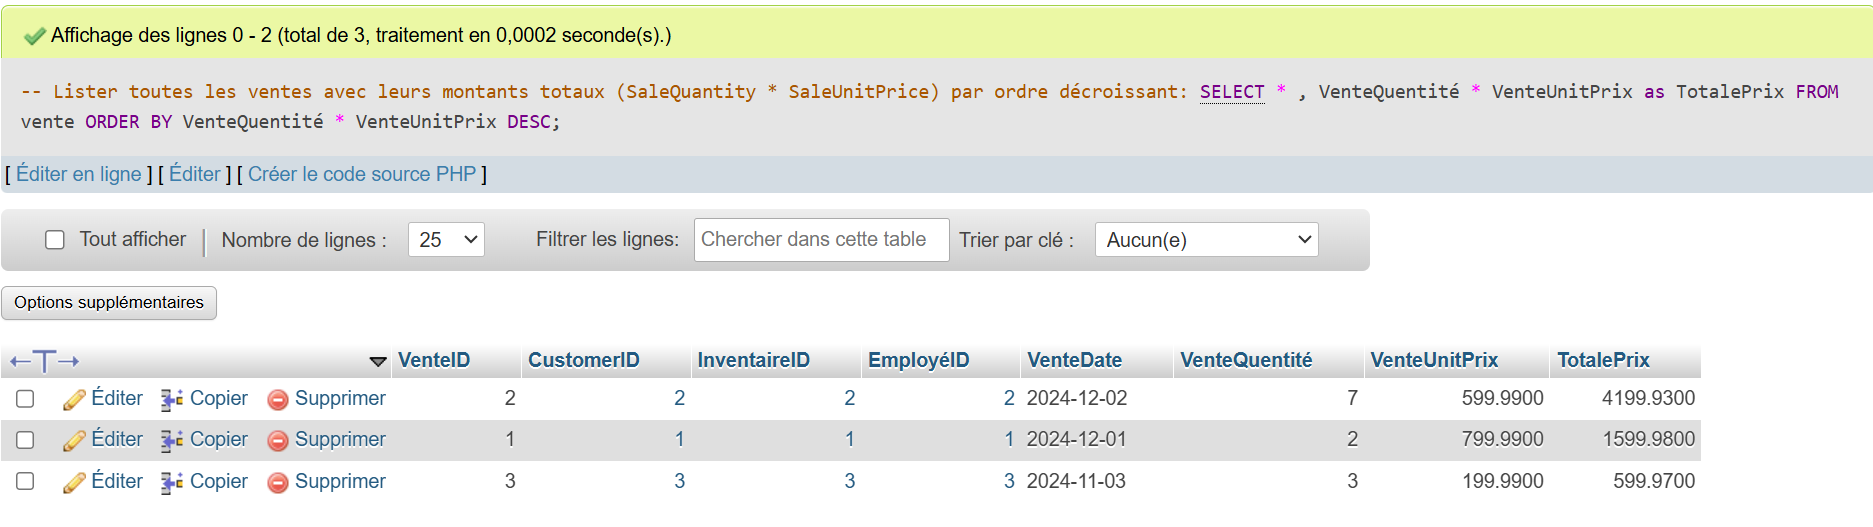 Affichage des lignes 0 - 2 (total de 3, traitement en 0,0002 seconde(s).)
-- Lister toutes les ventes avec leurs montants totaux (SaleQuantity * SaleUnitPrice) par ordre décroissant: SELECT * , VenteQuentité * VenteUnitPrix as TotalePrix FROM
vente ORDER BY VenteQuentité * VenteUnitPrix DESC;
[ Éditer en ligne ] [ Éditer ] [ Créer le code source PHP ]
Tout afficher | Nombre de lignes : 25 Filtrer les lignes: Chercher dans cette table Trier par clé : Aucun(e)
Options supplémentaires
←T→ VenteID CustomerID InventaireID EmployéID VenteDate VenteQuentité VenteUnitPrix TotalePrix
Éditer Copier Supprimer 2 2 2 2 2024-12-02 7 599.9900 4199.9300
Éditer Copier Supprimer 1 1 1 1 2024-12-01 2 799.9900 1599.9800
Éditer Copier Supprimer 3 3 3 3 2024-11-03 3 199.9900 599.9700